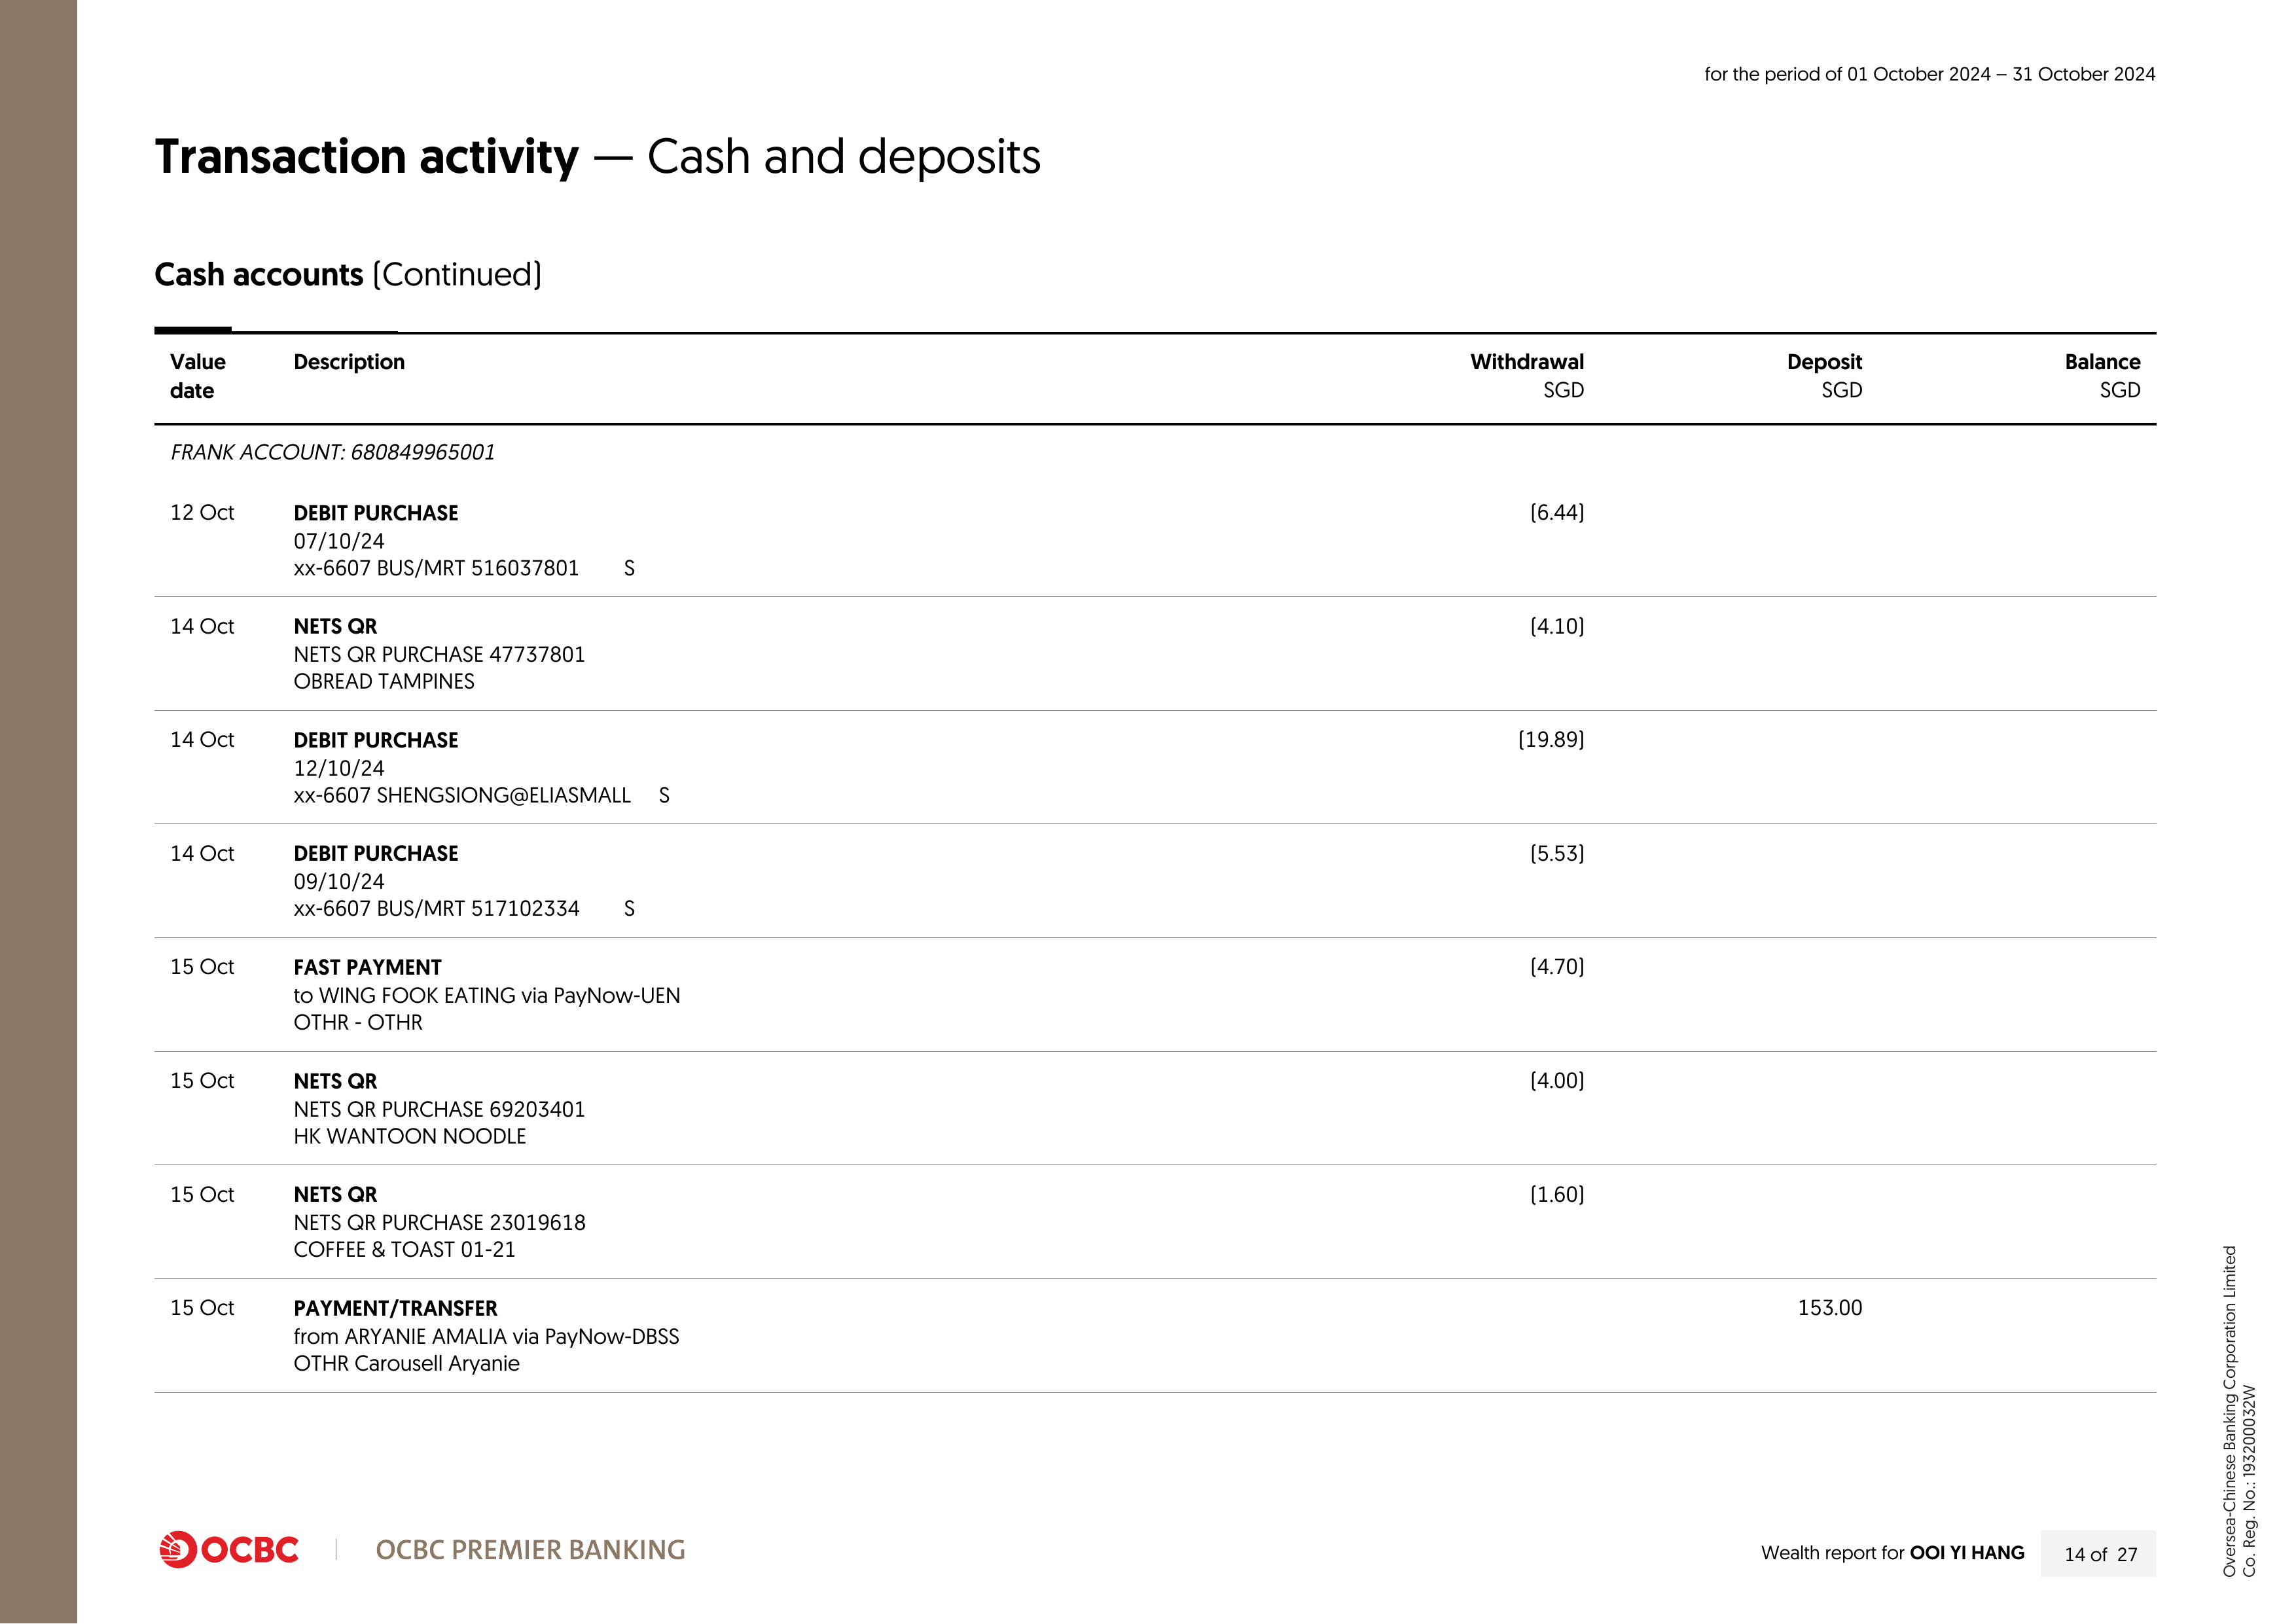 for the period of 01 October 2024 – 31 October 2024
Transaction activity — Cash and deposits
Cash accounts (Continued)
Value date Description Withdrawal SGD Deposit SGD Balance SGD
FRANK ACCOUNT: 680849965001
12 Oct DEBIT PURCHASE (6.44)
07/10/24
xx-6607 BUS/MRT 516037801 S
14 Oct NETS QR (4.10)
NETS QR PURCHASE 47737801
OBREAD TAMPINES
14 Oct DEBIT PURCHASE (19.89)
12/10/24
xx-6607 SHENGSIONG@ELIASMALL S
14 Oct DEBIT PURCHASE (5.53)
09/10/24
xx-6607 BUS/MRT 517102334 S
15 Oct FAST PAYMENT (4.70)
to WING FOOK EATING via PayNow-UEN
OTHR - OTHR
15 Oct NETS QR (4.00)
NETS QR PURCHASE 69203401
HK WANTOON NOODLE
15 Oct NETS QR (1.60)
NETS QR PURCHASE 23019618
COFFEE & TOAST 01-21
15 Oct PAYMENT/TRANSFER 153.00
from ARYANIE AMALIA via PayNow-DBSS
OTHR Carousell Aryanie
OCBC | OCBC PREMIER BANKING
Wealth report for OOI YI HANG 14 of 27
Oversea-Chinese Banking Corporation Limited
Co. Reg. No.: 193200032W